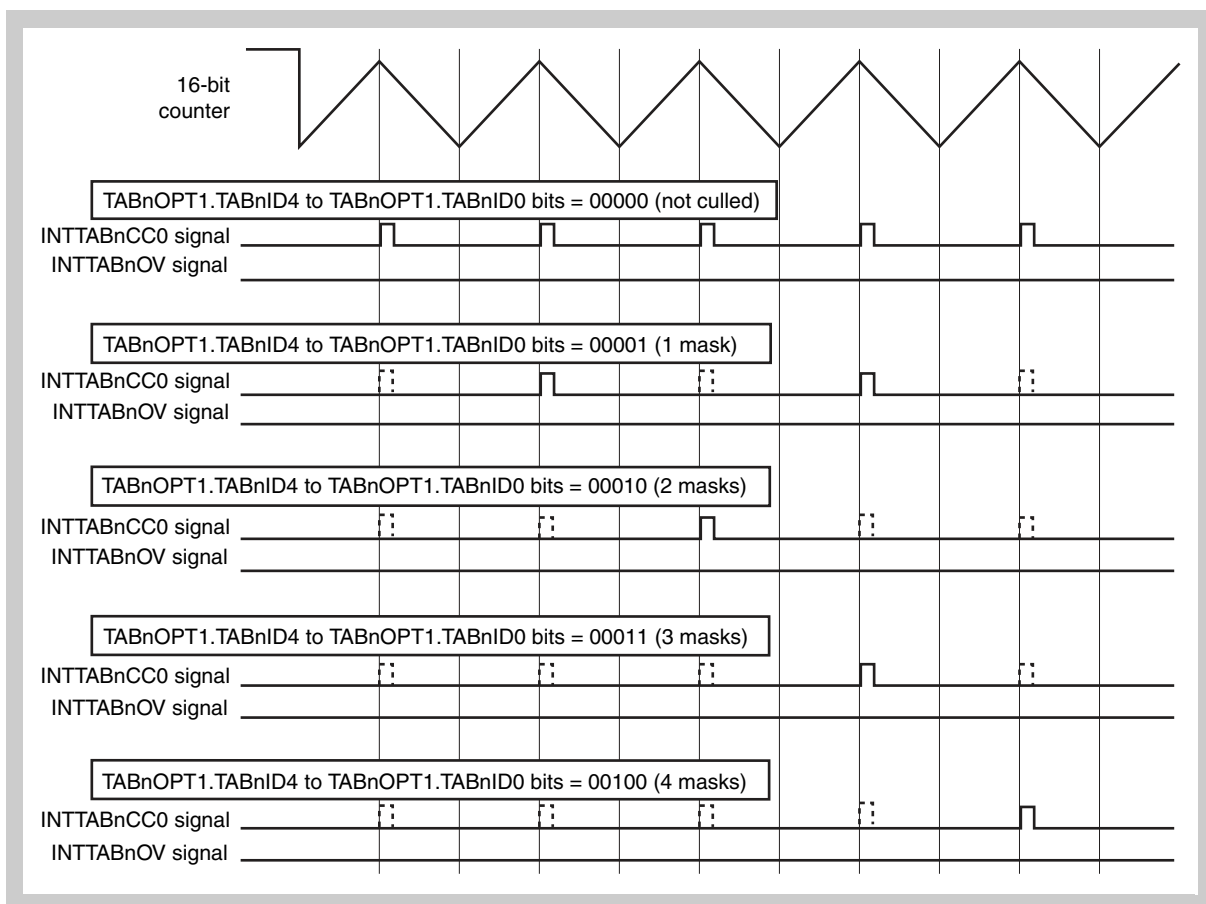 16-bit
counter
TABnOPT1.TABnID4 to TABnOPT1.TABnID0 bits = 00000 (not culled)
INTTABnCC0 signal
INTTABnOV signal
TABnOPT1.TABnID4 to TABnOPT1.TABnID0 bits = 00001 (1 mask)
INTTABnCC0 signal
INTTABnOV signal
TABnOPT1.TABnID4 to TABnOPT1.TABnID0 bits = 00010 (2 masks)
INTTABnCC0 signal
INTTABnOV signal
TABnOPT1.TABnID4 to TABnOPT1.TABnID0 bits = 00011 (3 masks)
INTTABnCC0 signal
INTTABnOV signal
TABnOPT1.TABnID4 to TABnOPT1.TABnID0 bits = 00100 (4 masks)
INTTABnCC0 signal
INTTABnOV signal